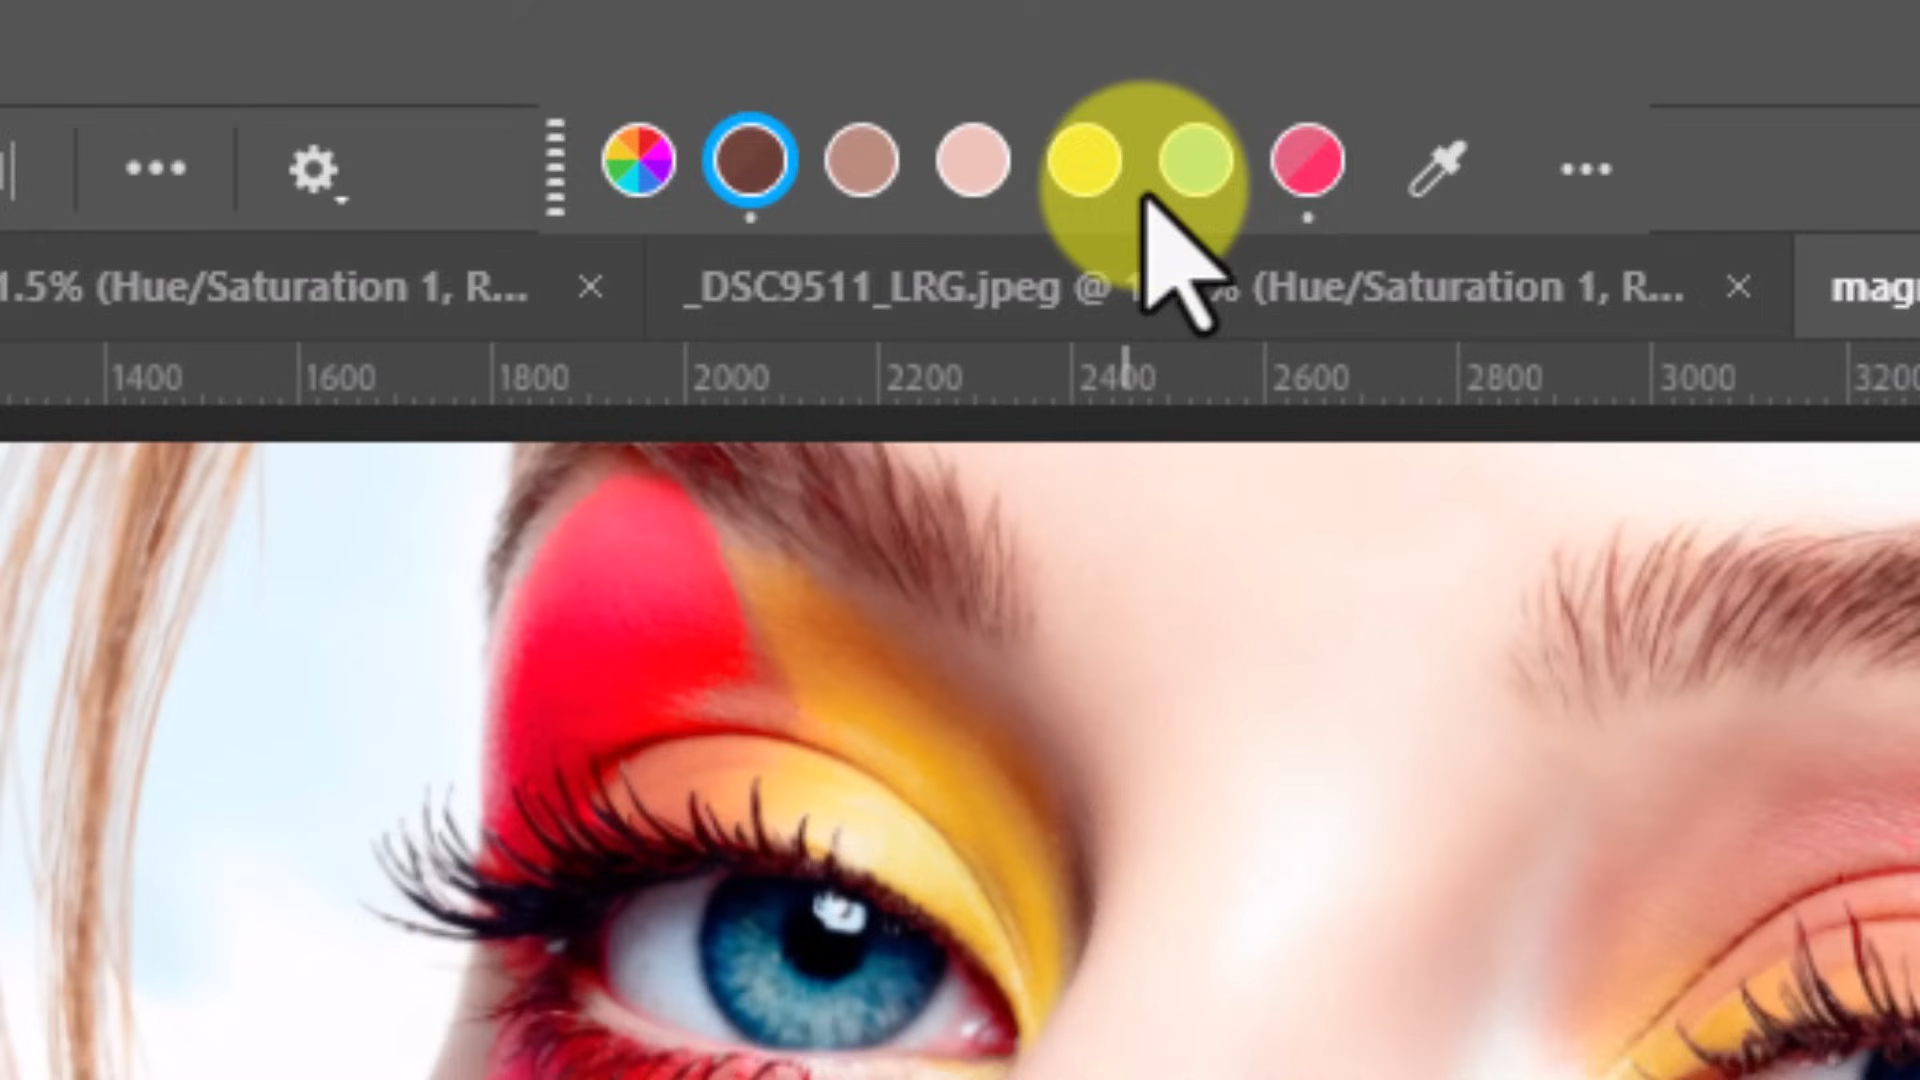 1.5% (Hue/Saturation 1, R...
_DSC9511_LRG.jpeg @ % (Hue/Saturation 1, R...
1400 1600 1800 2000 2200 2400 2600 2800 3000 3200